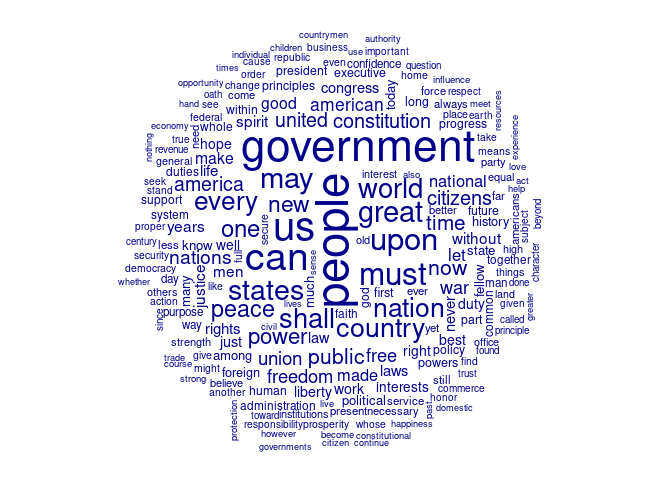 countrymen
authority
children business use important
individual
cause republic even confidence question
times order president executive home influence
opportunity change principles congress force respect
oath come today
hand see within good american long always meet
federal place earth resources
economy need whole spirit united constitution progress
nothing true hope government take experience
revenue means
general make party love
duties life may people interest also national equal act
seek america world far help
stand citizens
support every new great better future americans beyond
system history subject
proper years one us secure old upon time without high
century state
less know well let together
security nations can full sense must now things character
democracy men fellow man done
whether day many justice like states much god first war land
others lives ever duty given greater
action peace nation never common
since purpose shall faith part called
way rights civil country yet principle
strength just power law best office
trade give among union public free right policy found
course might powers find
strong foreign freedom made laws trust
believe still
another human liberty work interests commerce
administration live political service honor
protection toward institutions present necessary past domestic
responsibility prosperity whose happiness
however become constitutional
governments citizen continue